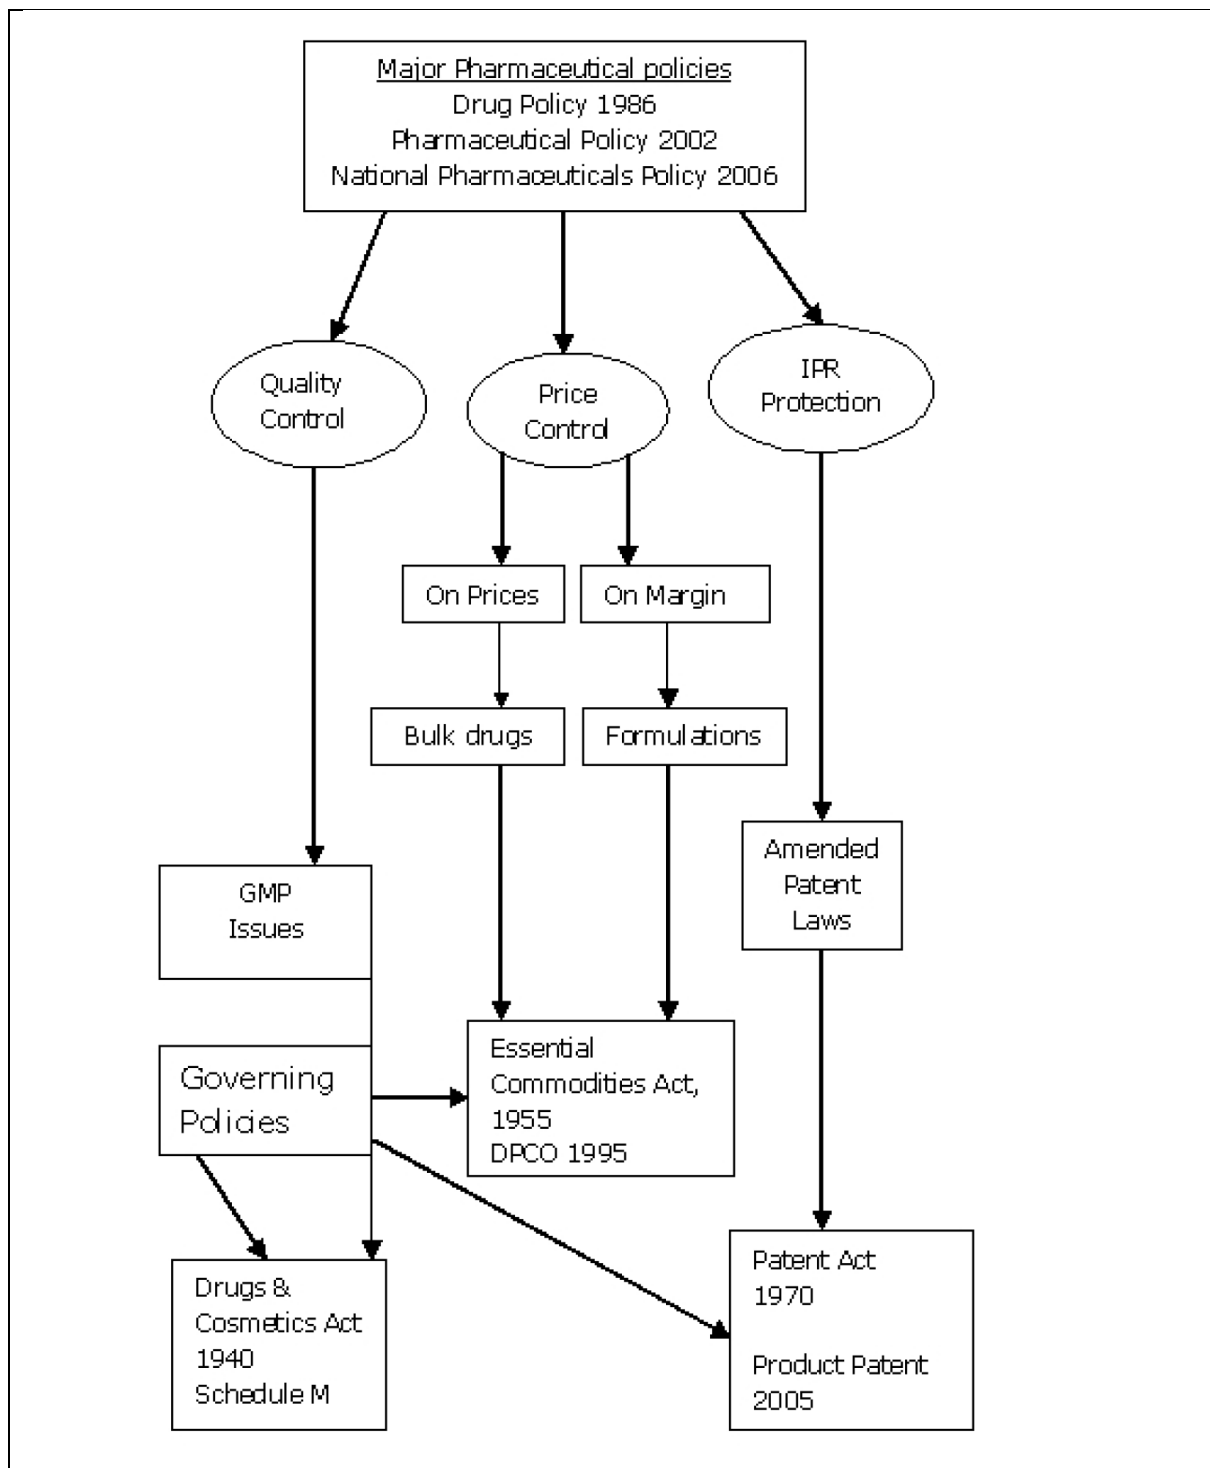 Major Pharmaceutical policies
Drug Policy 1986
Pharmaceutical Policy 2002
National Pharmaceuticals Policy 2006
Quality
Control
Price
Control
IPR
Protection
On Prices
On Margin
Bulk drugs
Formulations
Amended
Patent
Laws
GMP
Issues
Essential
Commodities Act,
1955
DPCO 1995
Governing
Policies
Drugs &
Cosmetics Act
1940
Schedule M
Patent Act
1970
Product Patent
2005